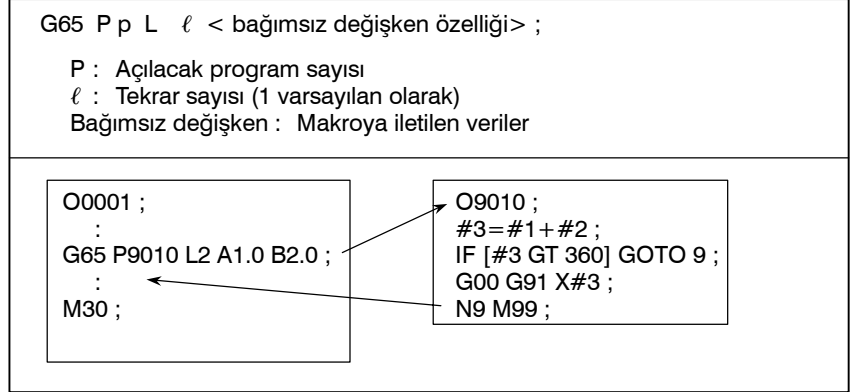 G65 P p L ℓ < bağımsız değişken özelliği> ;
P : Açılacak program sayısı
ℓ : Tekrar sayısı (1 varsayılan olarak)
Bağımsız değişken : Makroya iletilen veriler
O0001 ;
:
G65 P9010 L2 A1.0 B2.0 ;
:
M30 ;
O9010 ;
#3=#1+#2 ;
IF [#3 GT 360] GOTO 9 ;
G00 G91 X#3 ;
N9 M99 ;